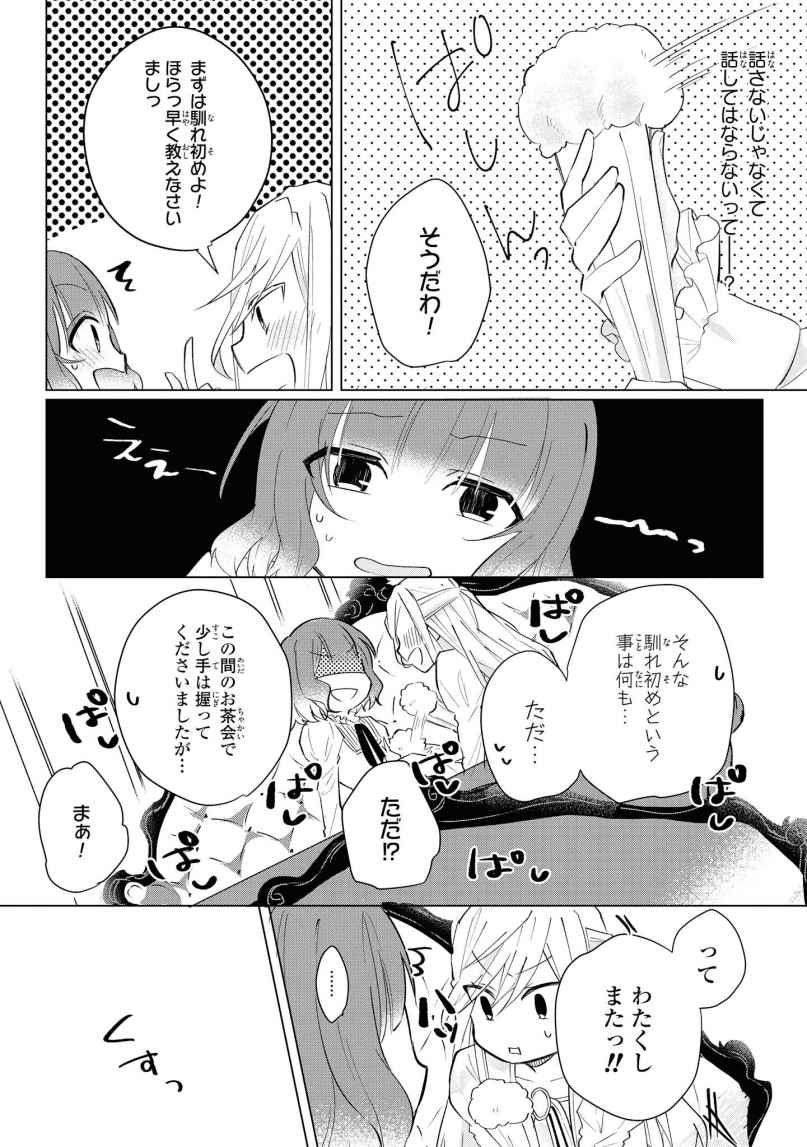 話さないじゃなくて
話してはならないって――?
ぱしんっ
そうだわ!
まずは馴れ初めよ!
ほらっ早く教えなさい
ましっ
ええー
そんな
馴れ初めという
事は何も…
ただ…
ぱし
ぱし
ただ!?
ぱし
ぱし
この間のお茶会で
少し手は握って
くださいましたが…
ぱし
ぱし
まぁ!
って
わたくし
またっ!!
ハッ
……
くすっ